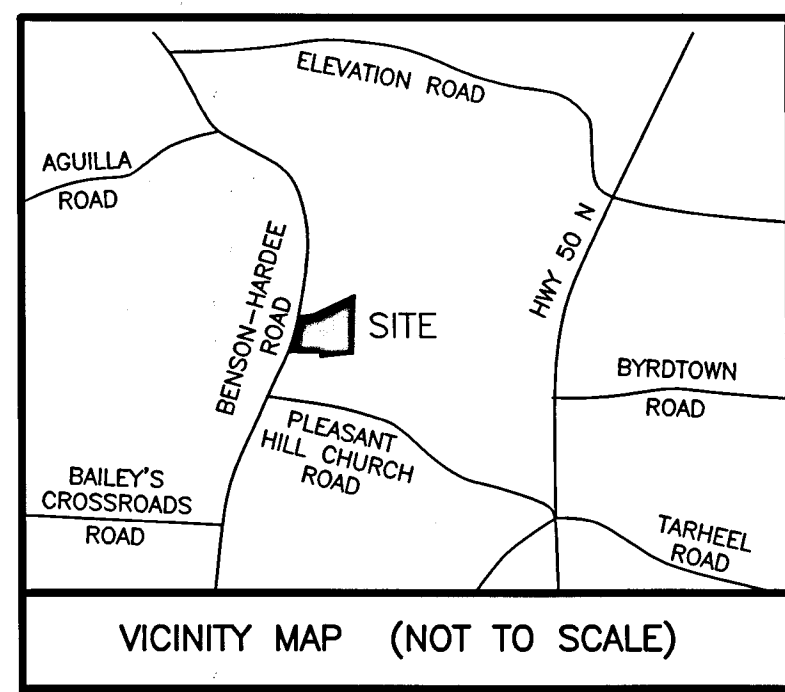 ELEVATION ROAD
AGUILLA
ROAD
HWY 50 N
BENSON-HARDEE
ROAD
SITE
BYRDTOWN
ROAD
PLEASANT
HILL CHURCH
ROAD
BAILEY'S
CROSSROADS
ROAD
TARHEEL
ROAD
VICINITY MAP (NOT TO SCALE)